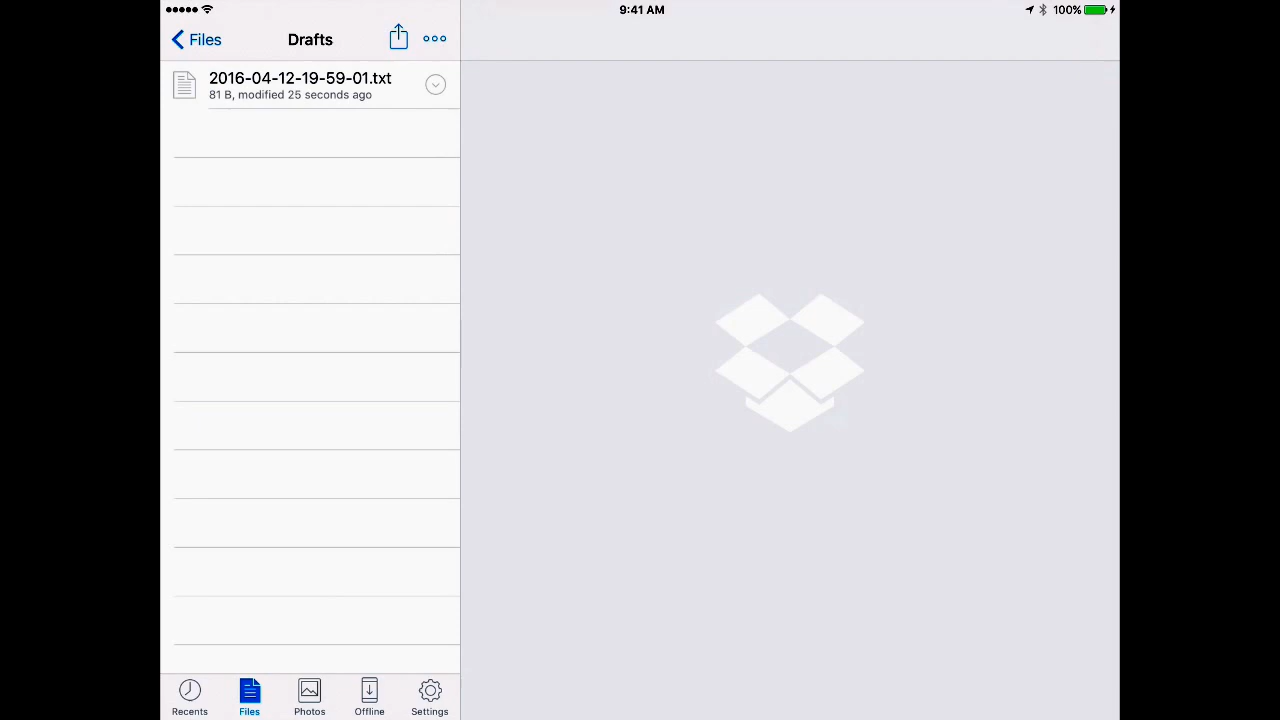 9:41 AM
100%
Files
Drafts
2016-04-12-19-59-01.txt
81 B, modified 25 seconds ago
Recents
Files
Photos
Offline
Settings